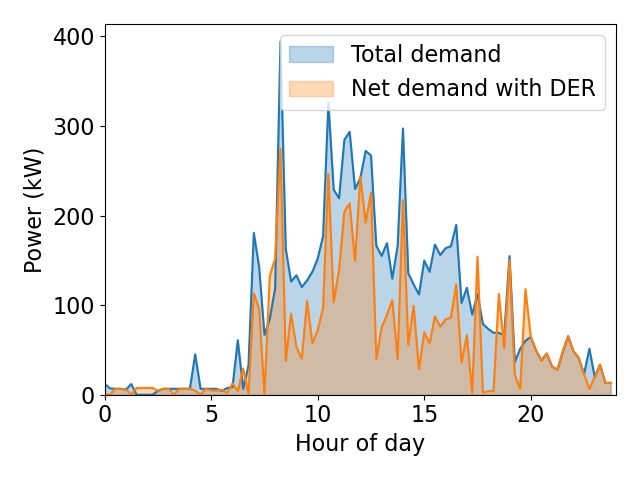 400
300
200
100
0
Power (kW)
Total demand
Net demand with DER
0 5 10 15 20
Hour of day